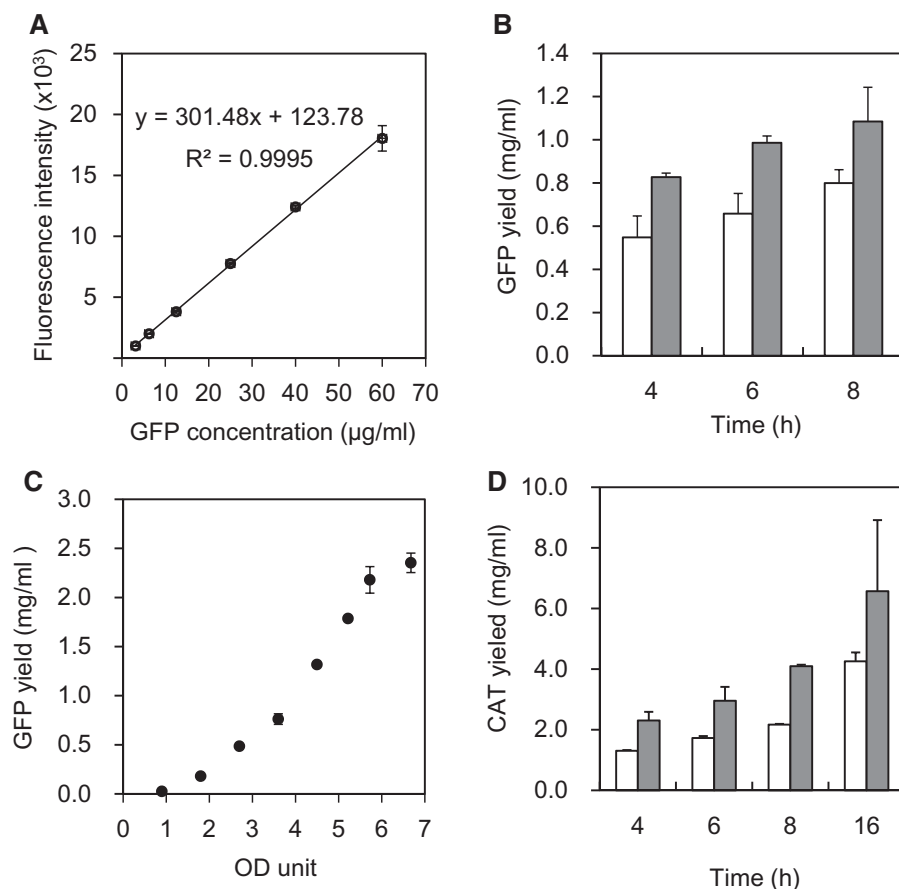 A
Fluorescence intensity (x10³)
25
20
15
10
5
y = 301.48x + 123.78
R² = 0.9995
0 10 20 30 40 50 60 70
GFP concentration (µg/ml)
B
GFP yield (mg/ml)
1.4
1.2
1.0
0.8
0.6
0.4
0.2
0.0
4 6 8
Time (h)
C
GFP yield (mg/ml )
3.0
2.5
2.0
1.5
1.0
0.5
0.0
0 1 2 3 4 5 6 7
OD unit
D
CAT yieled (mg/ml)
10.0
8.0
6.0
4.0
2.0
0.0
4 6 8 16
Time (h)